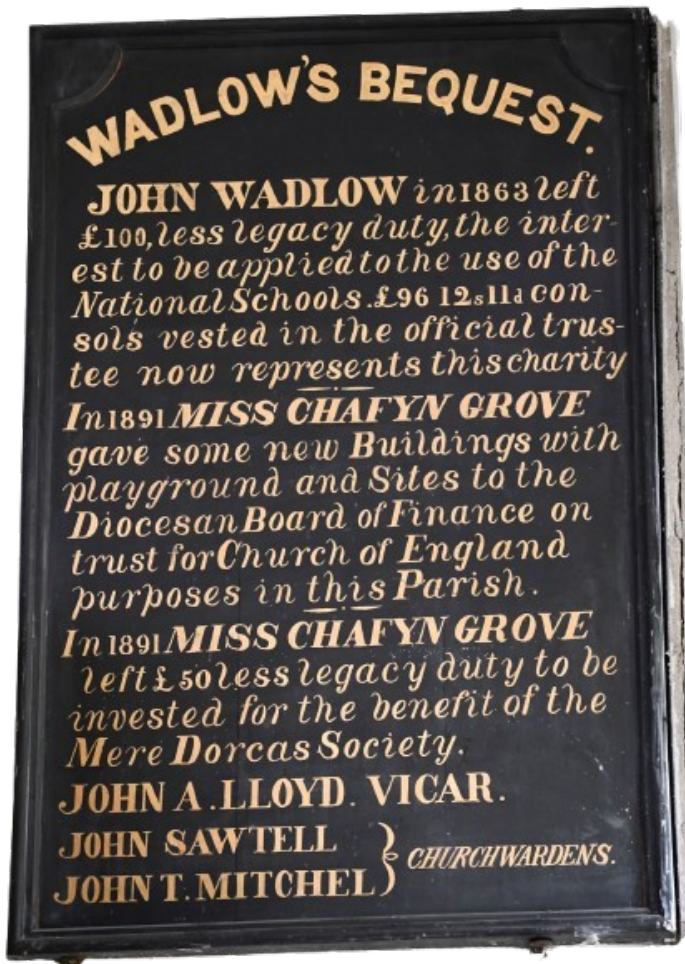 WADLOW'S BEQUEST.
JOHN WADLOW in 1863 left
£100, less legacy duty, the inter-
est to be applied to the use of the
National Schools. £96 12s 11d con-
sol's vested in the official trus-
tee now represents this charity
In 1891 MISS CHAFYN GROVE
gave some new Buildings with
playground and Sites to the
Diocesan Board of Finance on
trust for Church of England
purposes in this Parish.
In 1891 MISS CHAFYN GROVE
left £50 less legacy duty to be
invested for the benefit of the
Mere Dorcas Society.
JOHN A. LLOYD. VICAR.
JOHN SAWTELL
JOHN T. MITCHEL } CHURCHWARDENS.